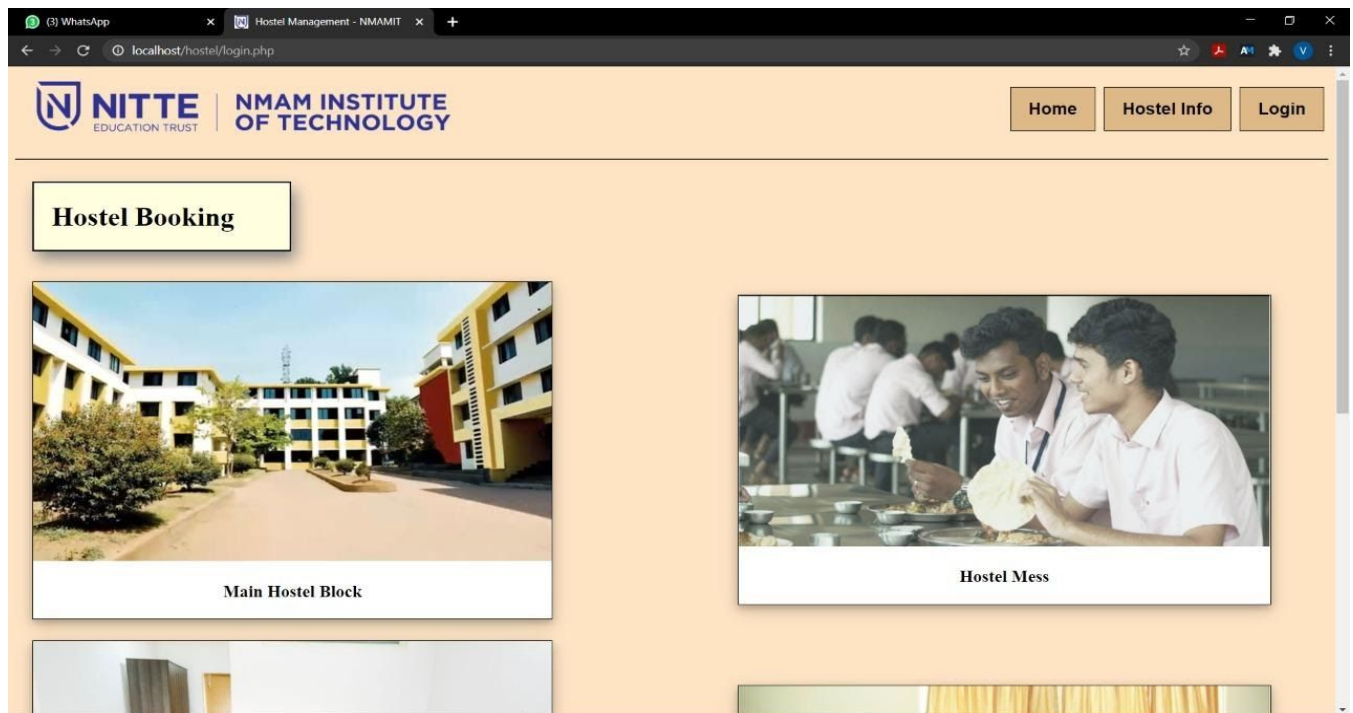 (3) WhatsApp
Hostel Management - NMAMIT
localhost/hostel/login.php
AM
V
N NITTE
EDUCATION TRUST
NMAM INSTITUTE
OF TECHNOLOGY
Home
Hostel Info
Login
Hostel Booking
Main Hostel Block
Hostel Mess